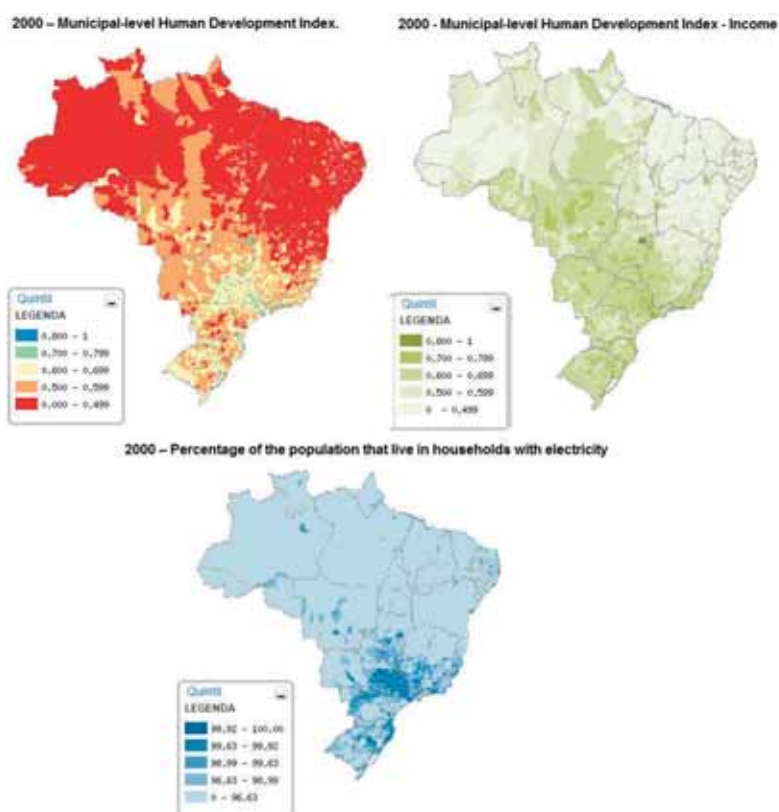 2000 – Municipal-level Human Development Index.
2000 - Municipal-level Human Development Index - Income
Quintil
LEGENDA
0,800 - 1
0,700 - 0,799
0,600 - 0,699
0,500 - 0,599
0,000 - 0,499
Quintil
LEGENDA
0,800 - 1
0,700 - 0,799
0,600 - 0,699
0,500 - 0,599
0 - 0,499
2000 – Percentage of the population that live in households with electricity
Quintil
LEGENDA
99,92 - 100,00
99,63 - 99,92
98,99 - 99,63
96,63 - 98,99
0 - 96,63